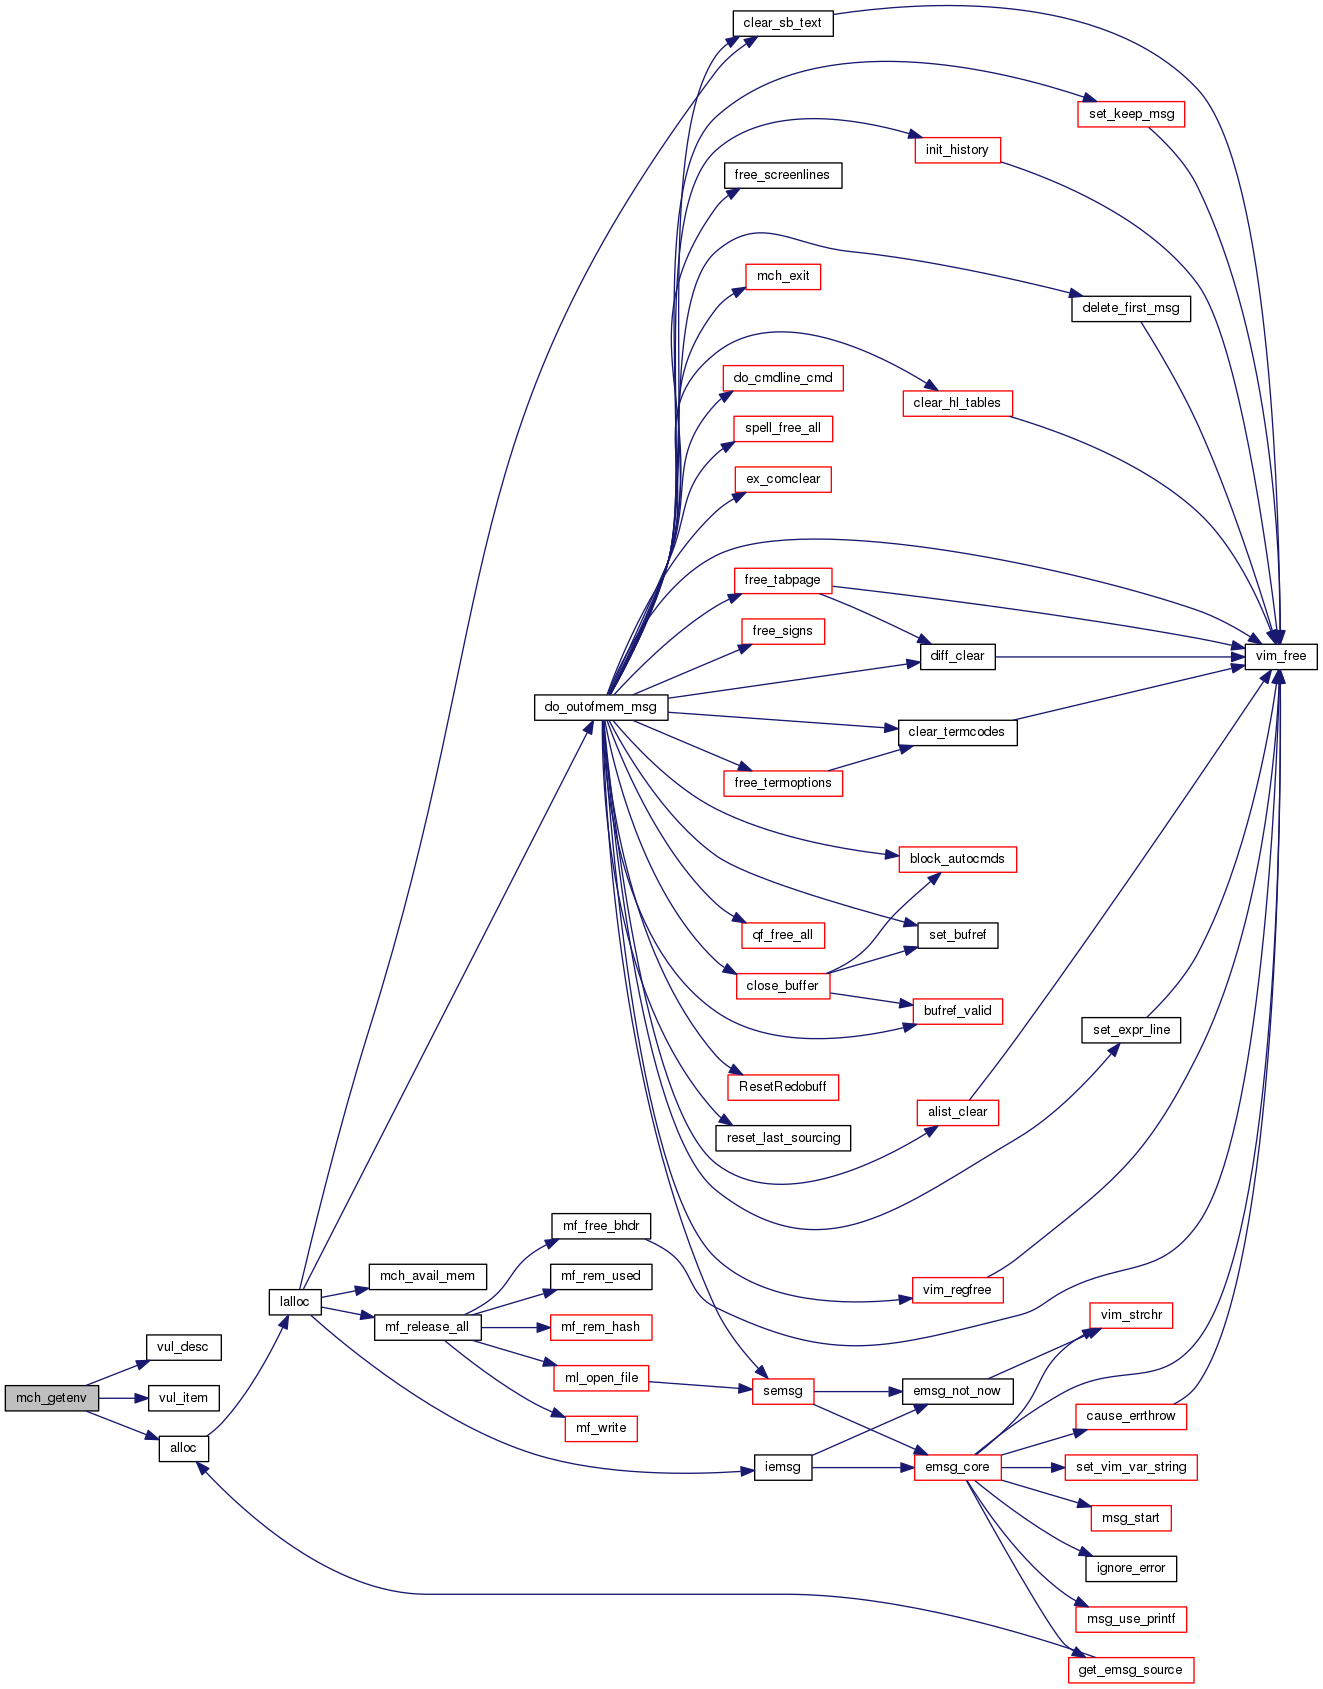 clear_sb_text
set_keep_msg
init_history
free_screenlines
mch_exit
delete_first_msg
do_cmdline_cmd
clear_hl_tables
spell_free_all
ex_comclear
free_tabpage
free_signs
diff_clear
vim_free
do_outofmem_msg
clear_termcodes
free_termoptions
block_autocmds
qf_free_all
set_bufref
close_buffer
bufref_valid
set_expr_line
ResetRedobuff
alist_clear
reset_last_sourcing
mf_free_bhdr
mch_avail_mem
mf_rem_used
vim_regfree
lalloc
vim_strchr
mf_release_all
mf_rem_hash
vul_desc
ml_open_file
semsg
emsg_not_now
mch_getenv
vul_item
cause_errthrow
mf_write
alloc
iemsg
emsg_core
set_vim_var_string
msg_start
ignore_error
msg_use_printf
get_emsg_source